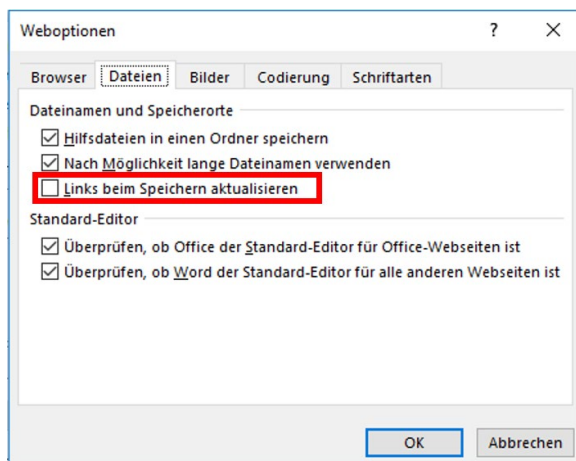 Weboptionen
Browser Dateien Bilder Codierung Schriftarten
Dateinamen und Speicherorte
Hilfsdateien in einen Ordner speichern
Nach Möglichkeit lange Dateinamen verwenden
Links beim Speichern aktualisieren
Standard-Editor
Überprüfen, ob Office der Standard-Editor für Office-Webseiten ist
Überprüfen, ob Word der Standard-Editor für alle anderen Webseiten ist
OK Abbrechen